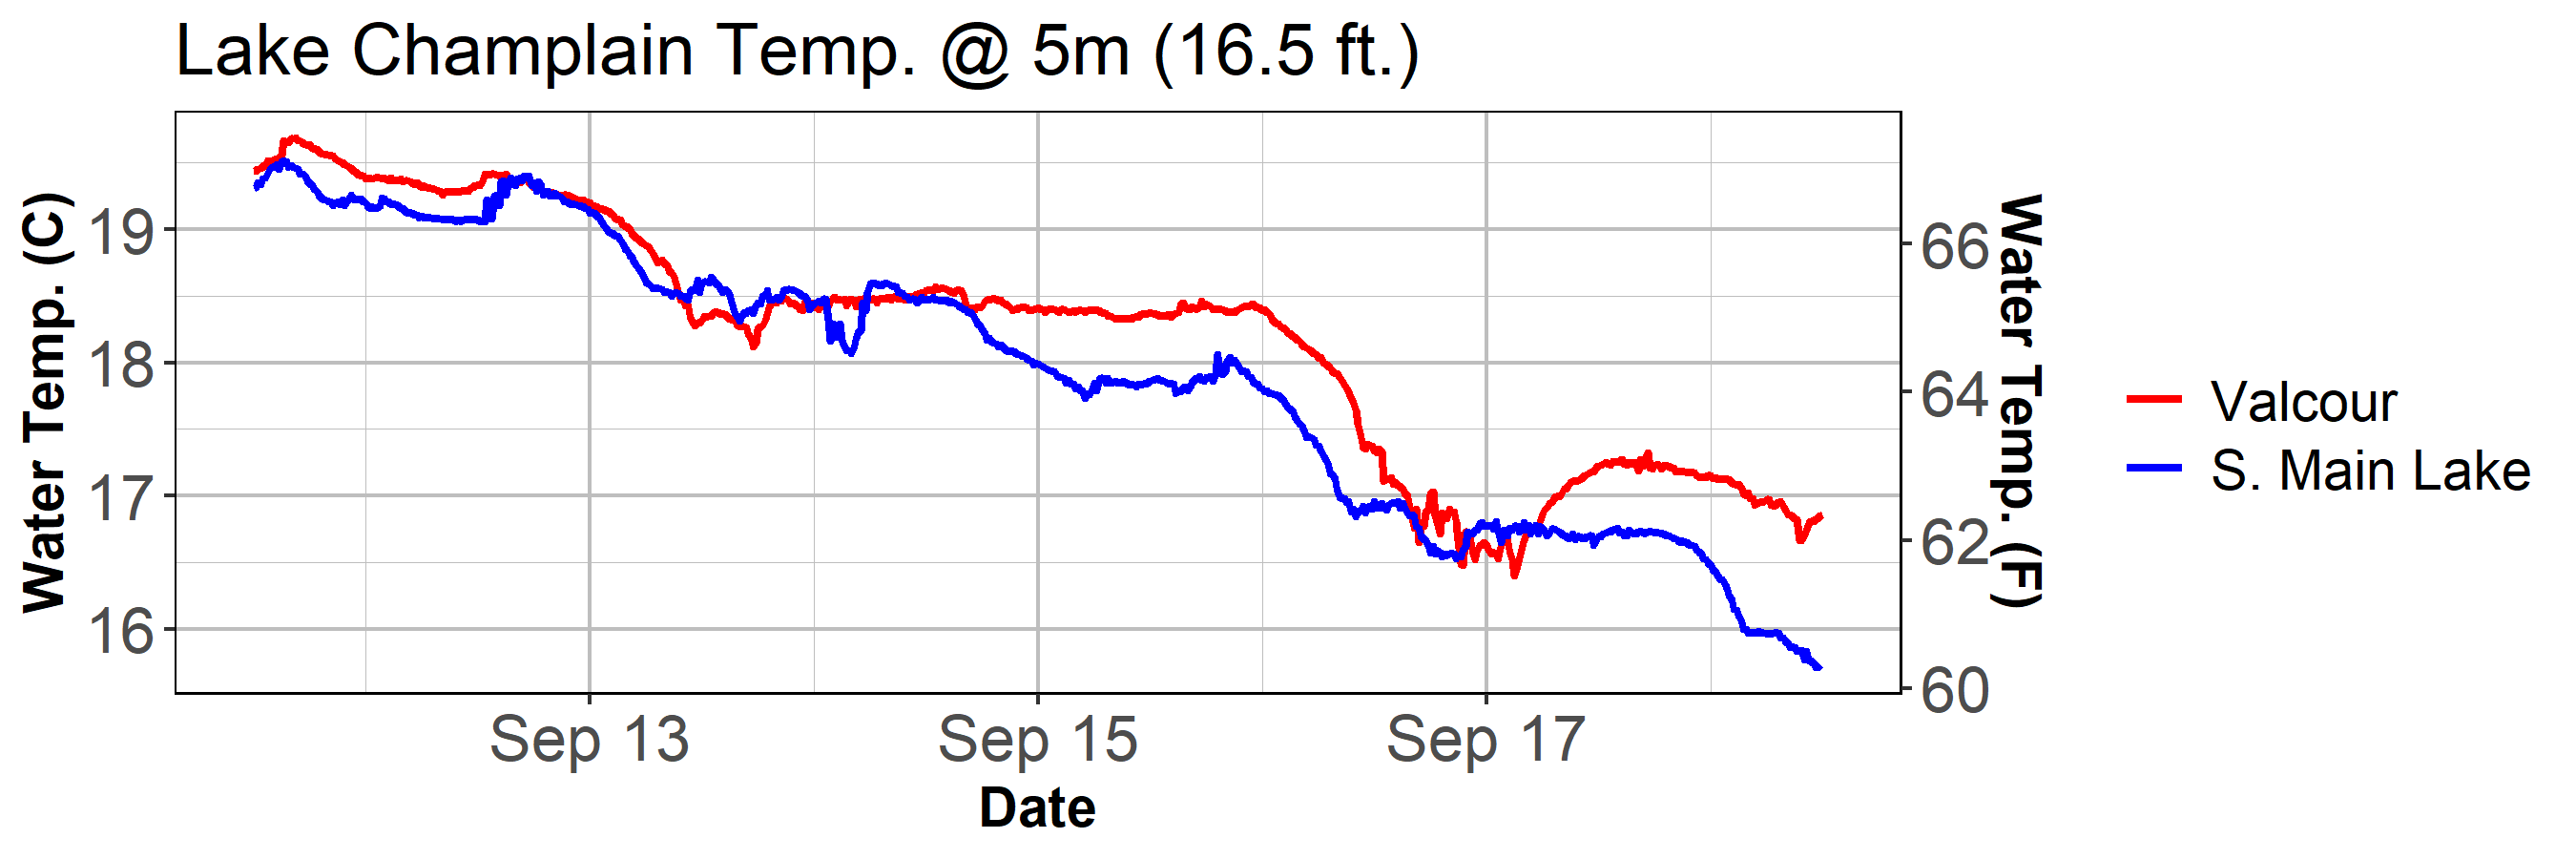 Lake Champlain Temp. @ 5m (16.5 ft.)
Water Temp. (C)
19
18
17
16
66
64
62
60
Water Temp. (F)
Sep 13
Sep 15
Sep 17
Date
Valcour
S. Main Lake